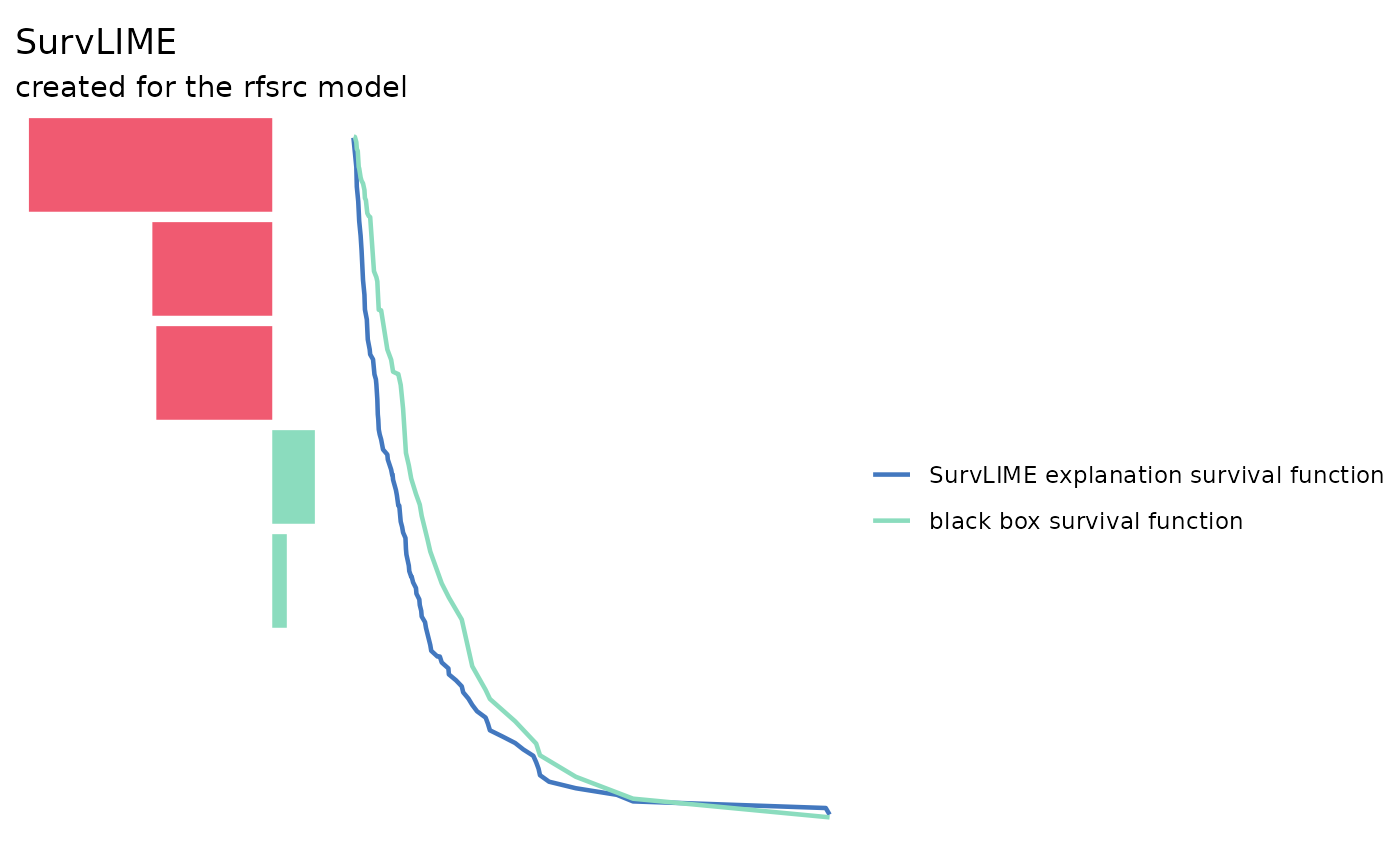 SurvLIME
created for the rfsrc model
SurvLIME explanation survival function
black box survival function